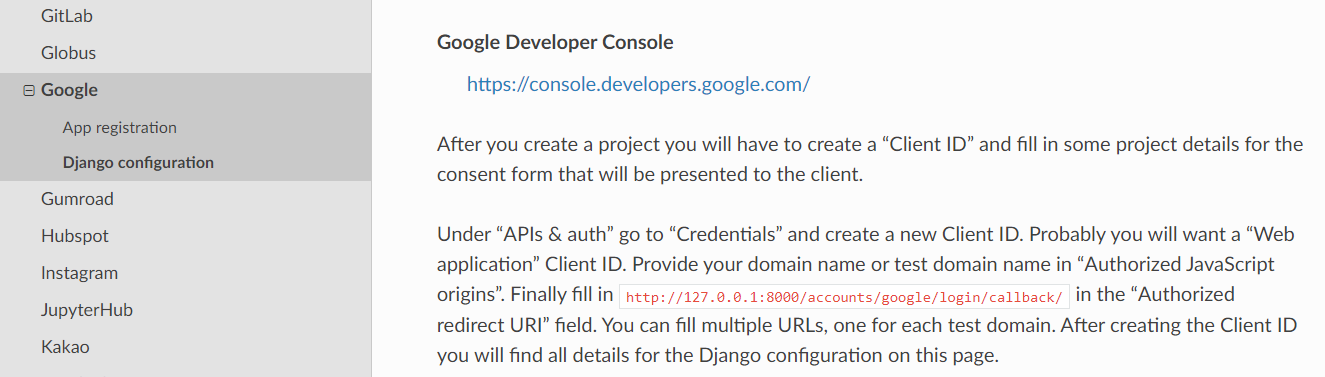 GitLab
Globus
Google
App registration
Django configuration
Gumroad
Hubspot
Instagram
JupyterHub
Kakao
Google Developer Console
https://console.developers.google.com/
After you create a project you will have to create a “Client ID” and fill in some project details for the
consent form that will be presented to the client.
Under “APIs & auth” go to “Credentials” and create a new Client ID. Probably you will want a “Web
application” Client ID. Provide your domain name or test domain name in “Authorized JavaScript
origins”. Finally fill in http://127.0.0.1:8000/accounts/google/login/callback/ in the “Authorized
redirect URI” field. You can fill multiple URLs, one for each test domain. After creating the Client ID
you will find all details for the Django configuration on this page.